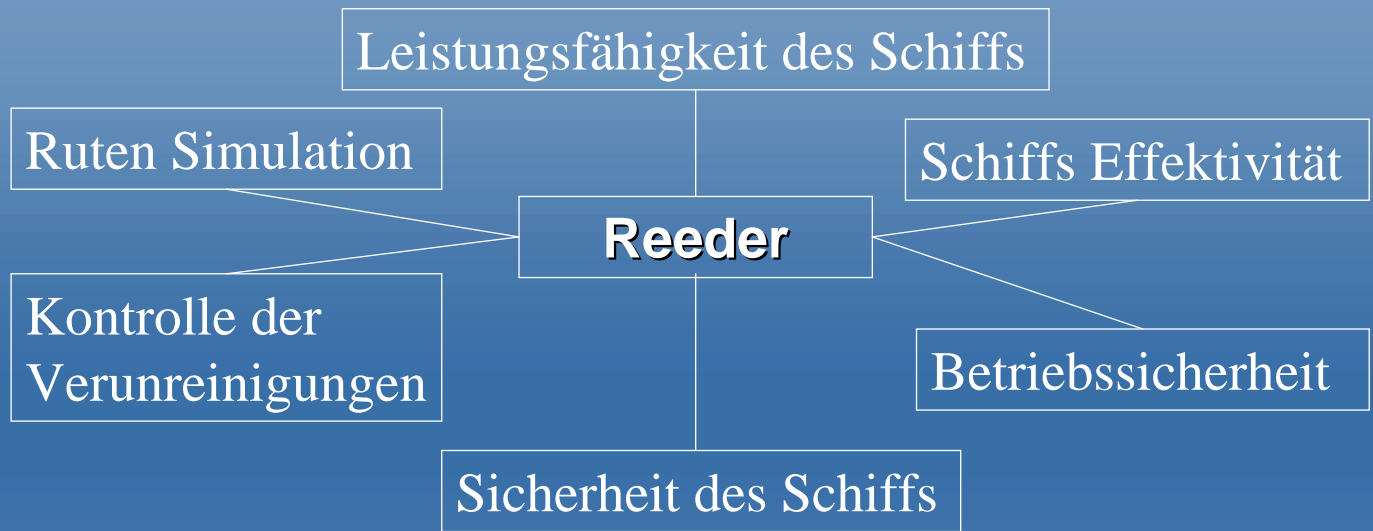 Leistungsfähigkeit des Schiffs
Ruten Simulation
Schiffs Effektivität
Reeder
Kontrolle der
Verunreinigungen
Betriebssicherheit
Sicherheit des Schiffs